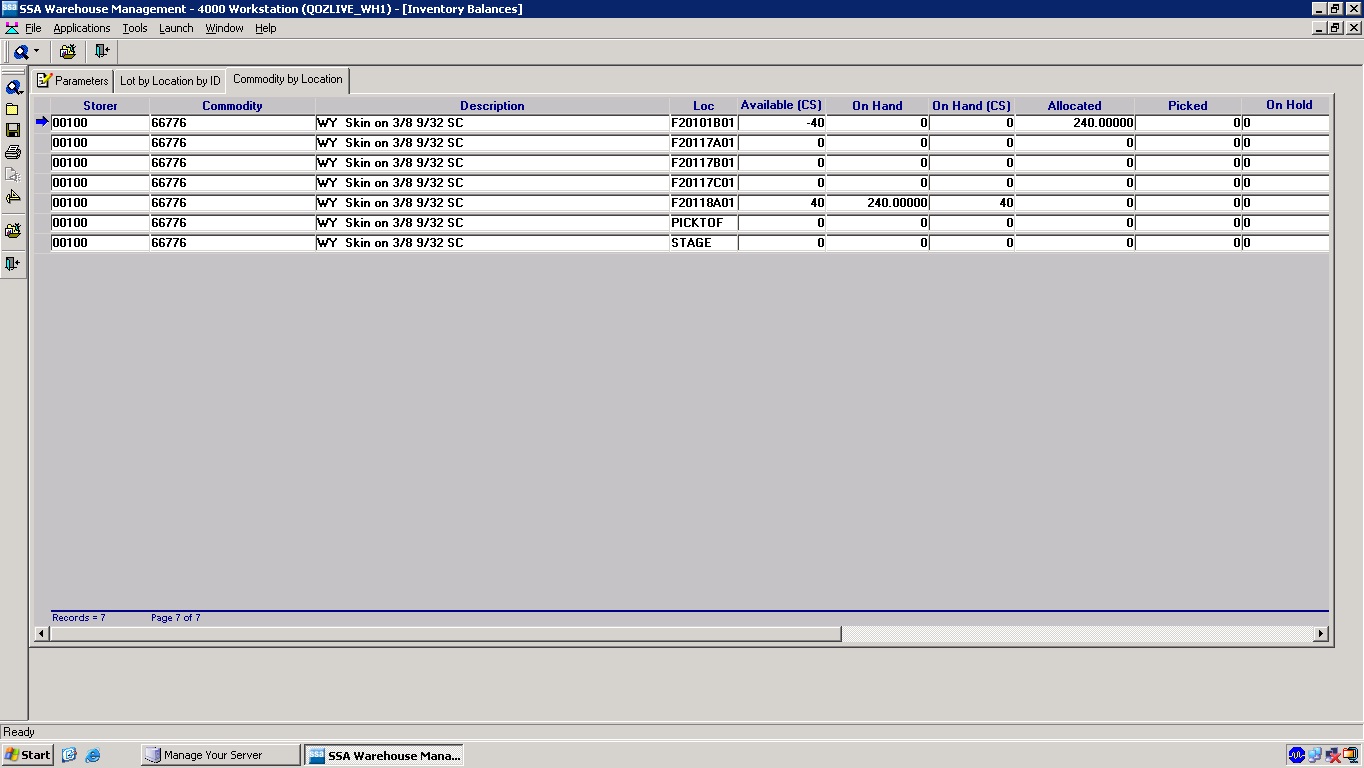 SSA Warehouse Management - 4000 Workstation (QOZLIVE_WH1) - [Inventory Balances]
File Applications Tools Launch Window Help
Parameters Lot by Location by ID Commodity by Location
Storer Commodity Description Loc Available (CS) On Hand On Hand (CS) Allocated Picked On Hold
00100 66776 WY Skin on 3/8 9/32 SC F20101B01 -40 0 0 240.00000 0 0
00100 66776 WY Skin on 3/8 9/32 SC F20117A01 0 0 0 0 0 0
00100 66776 WY Skin on 3/8 9/32 SC F20117B01 0 0 0 0 0 0
00100 66776 WY Skin on 3/8 9/32 SC F20117C01 0 0 0 0 0 0
00100 66776 WY Skin on 3/8 9/32 SC F20118A01 40 240.00000 40 0 0 0
00100 66776 WY Skin on 3/8 9/32 SC PICKTOF 0 0 0 0 0 0
00100 66776 WY Skin on 3/8 9/32 SC STAGE 0 0 0 0 0 0
Records = 7 Page 7 of 7
Ready
Start Manage Your Server SSA Warehouse Mana...